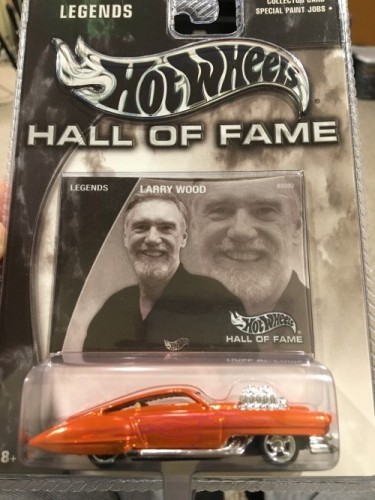 LEGENDS
COLLECTOR CARD
SPECIAL PAINT JOBS •
Hot Wheels
HALL OF FAME
LEGENDS LARRY WOOD
Hot Wheels
HALL OF FAME
8+